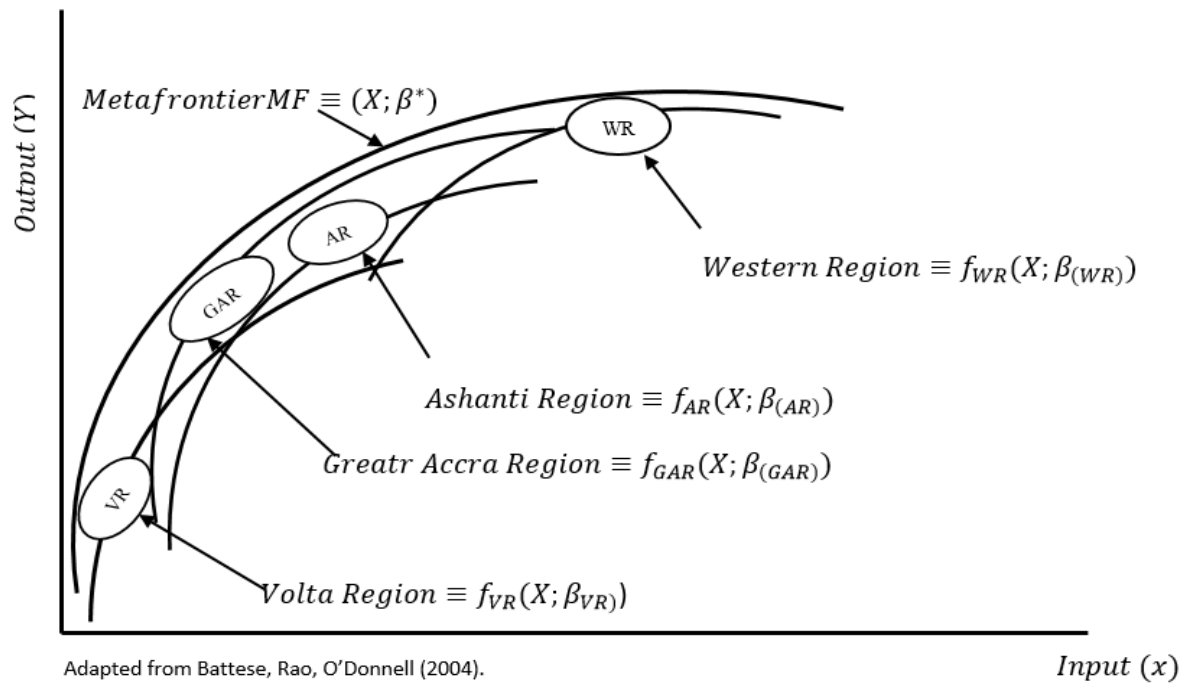 MetafrontierMF ≡ (X; β*)
Output (Y)
WR
AR
GAR
VR
Western Region ≡ f_WR(X; β_(WR))
Ashanti Region ≡ f_AR(X; β_(AR))
Greatr Accra Region ≡ f_GAR(X; β_(GAR))
Volta Region ≡ f_VR(X; β_VR))
Adapted from Battese, Rao, O’Donnell (2004).
Input (x)